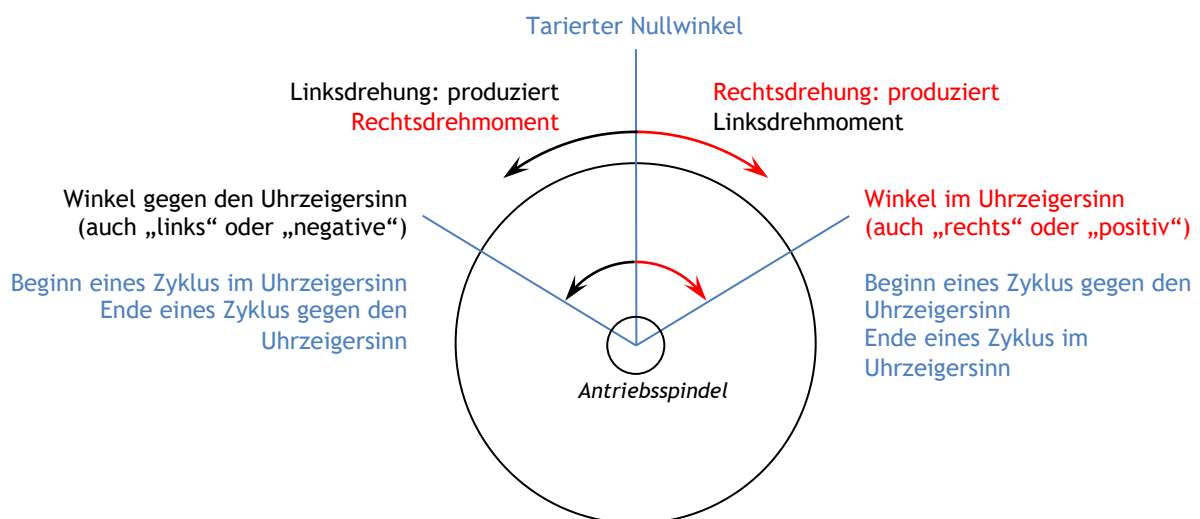 Tarierter Nullwinkel
Linksdrehung: produziert
Rechtsdrehmoment
Rechtsdrehung: produziert
Linksdrehmoment
Winkel gegen den Uhrzeigersinn
(auch „links“ oder „negative“)
Winkel im Uhrzeigersinn
(auch „rechts“ oder „positiv“)
Beginn eines Zyklus im Uhrzeigersinn
Ende eines Zyklus gegen den
Uhrzeigersinn
Beginn eines Zyklus gegen den
Uhrzeigersinn
Ende eines Zyklus im
Uhrzeigersinn
Antriebsspindel